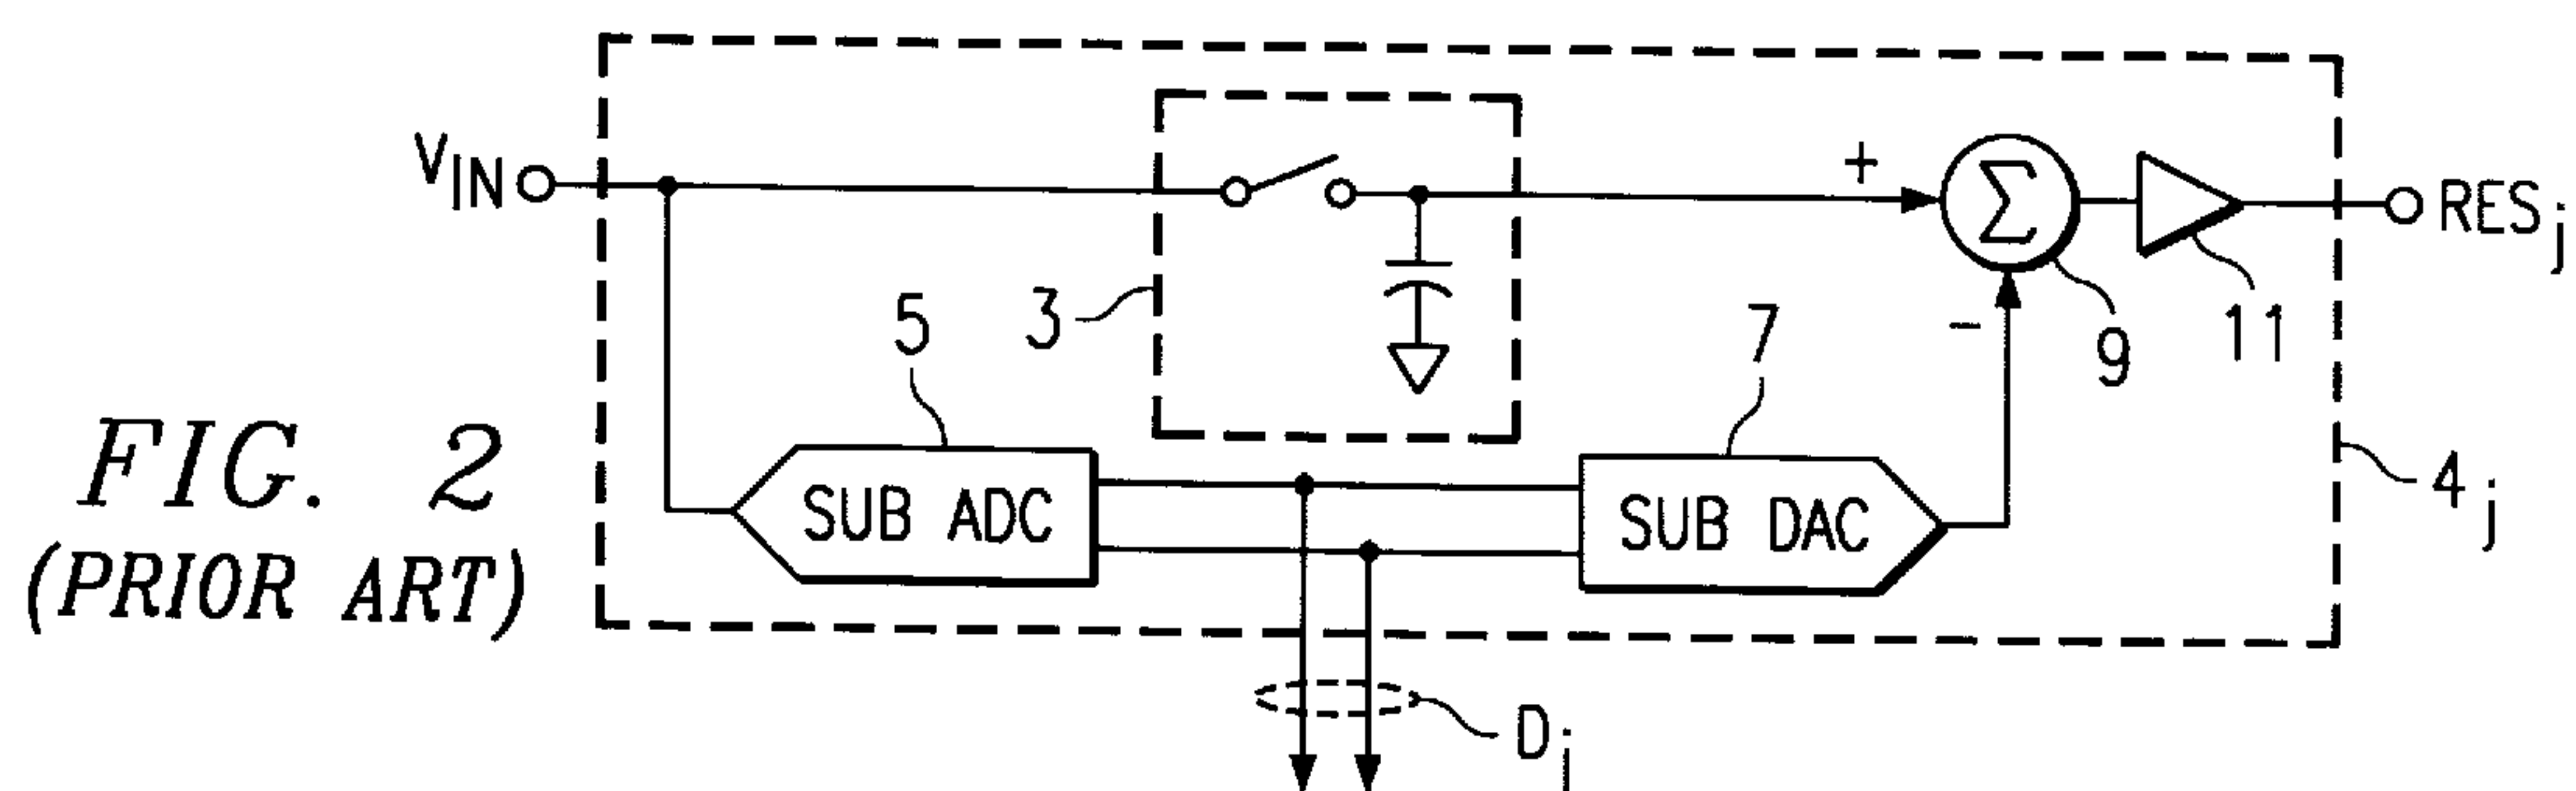 V_IN
+
Σ
RES_j
3
5
7
-
9
11
SUB ADC
SUB DAC
4_j
FIG. 2
(PRIOR ART)
D_j